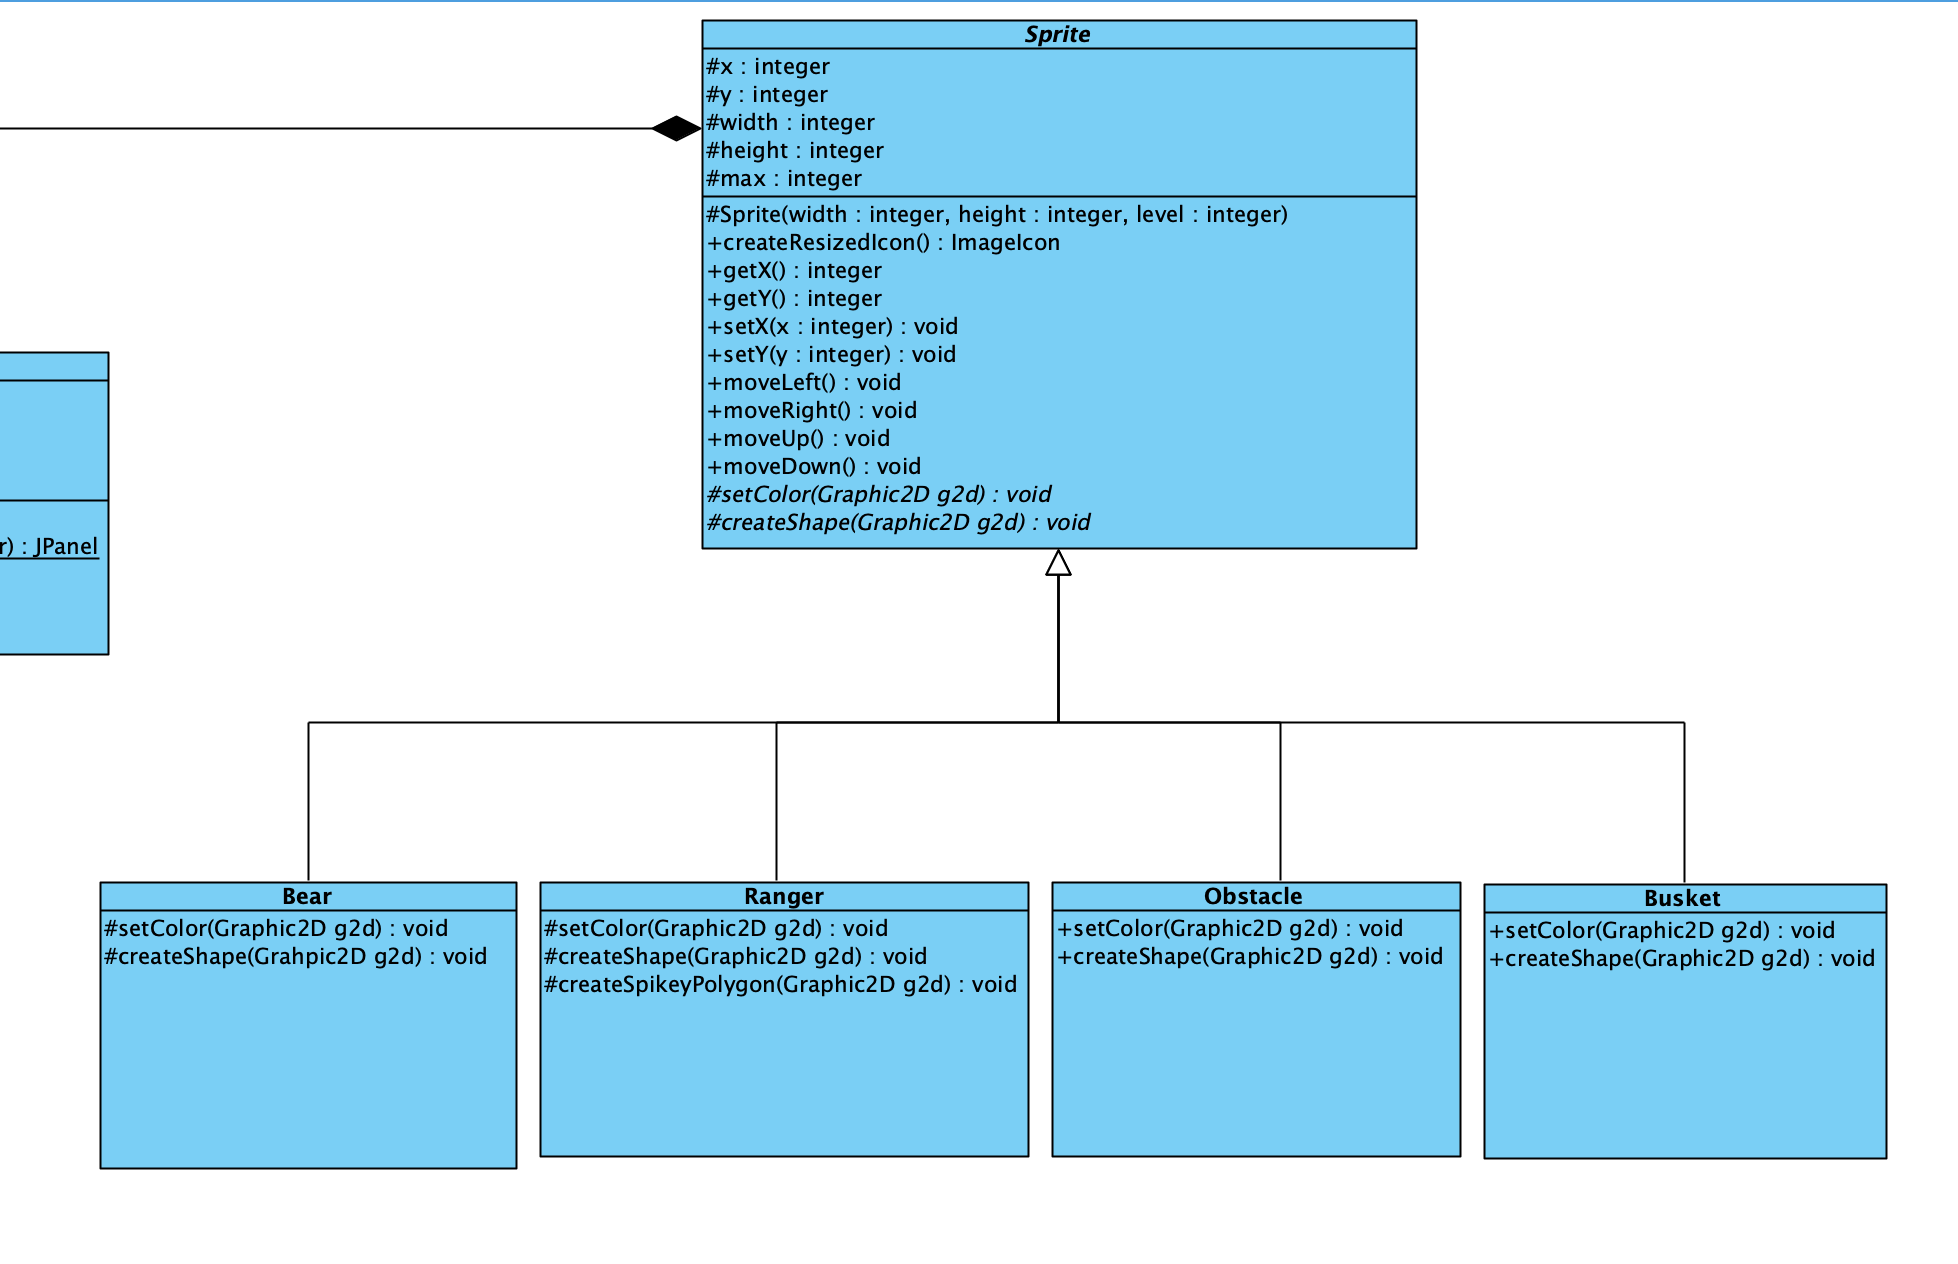 Sprite
#x : integer
#y : integer
#width : integer
#height : integer
#max : integer
#Sprite(width : integer, height : integer, level : integer)
+createResizedIcon() : ImageIcon
+getX() : integer
+getY() : integer
+setX(x : integer) : void
+setY(y : integer) : void
+moveLeft() : void
+moveRight() : void
+moveUp() : void
+moveDown() : void
#setColor(Graphic2D g2d) : void
#createShape(Graphic2D g2d) : void
r) : JPanel
Bear
#setColor(Graphic2D g2d) : void
#createShape(Grahpic2D g2d) : void
Ranger
#setColor(Graphic2D g2d) : void
#createShape(Graphic2D g2d) : void
#createSpikeyPolygon(Graphic2D g2d) : void
Obstacle
+setColor(Graphic2D g2d) : void
+createShape(Graphic2D g2d) : void
Busket
+setColor(Graphic2D g2d) : void
+createShape(Graphic2D g2d) : void